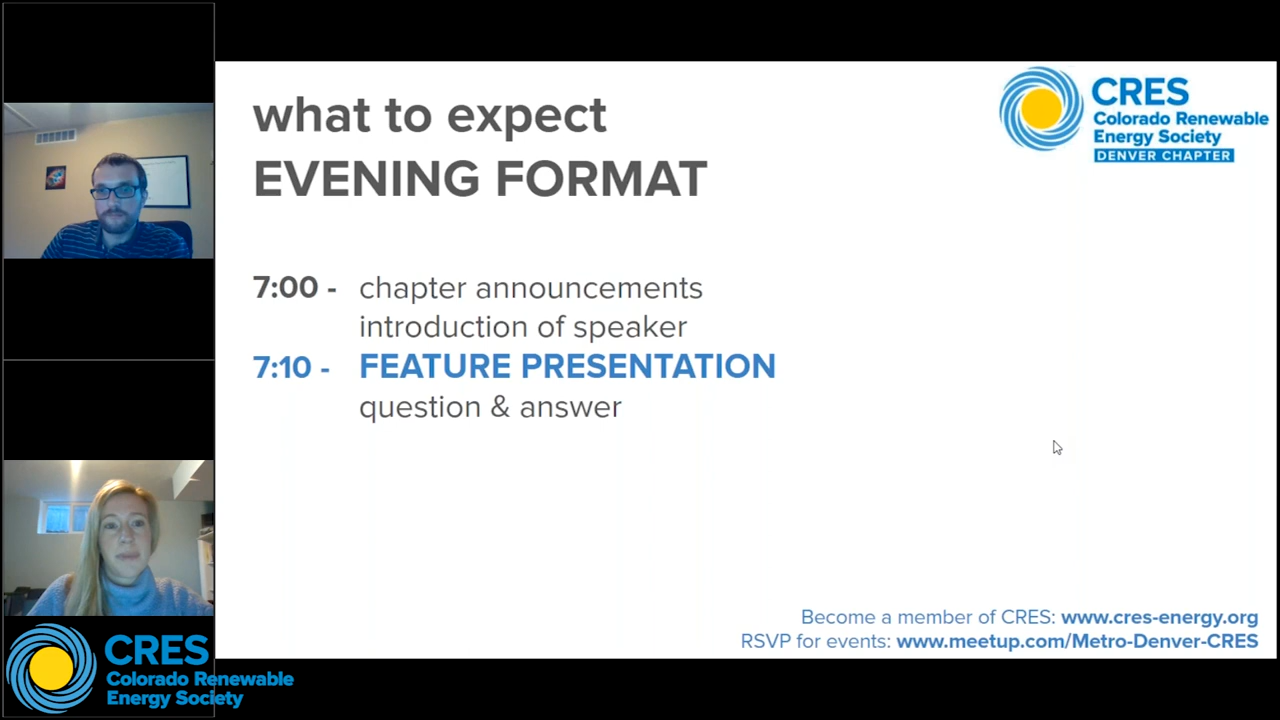 what to expect
EVENING FORMAT
CRES
Colorado Renewable
Energy Society
DENVER CHAPTER
7:00 - chapter announcements
introduction of speaker
7:10 - FEATURE PRESENTATION
question & answer
Become a member of CRES: www.cres-energy.org
RSVP for events: www.meetup.com/Metro-Denver-CRES
CRES
Colorado Renewable
Energy Society